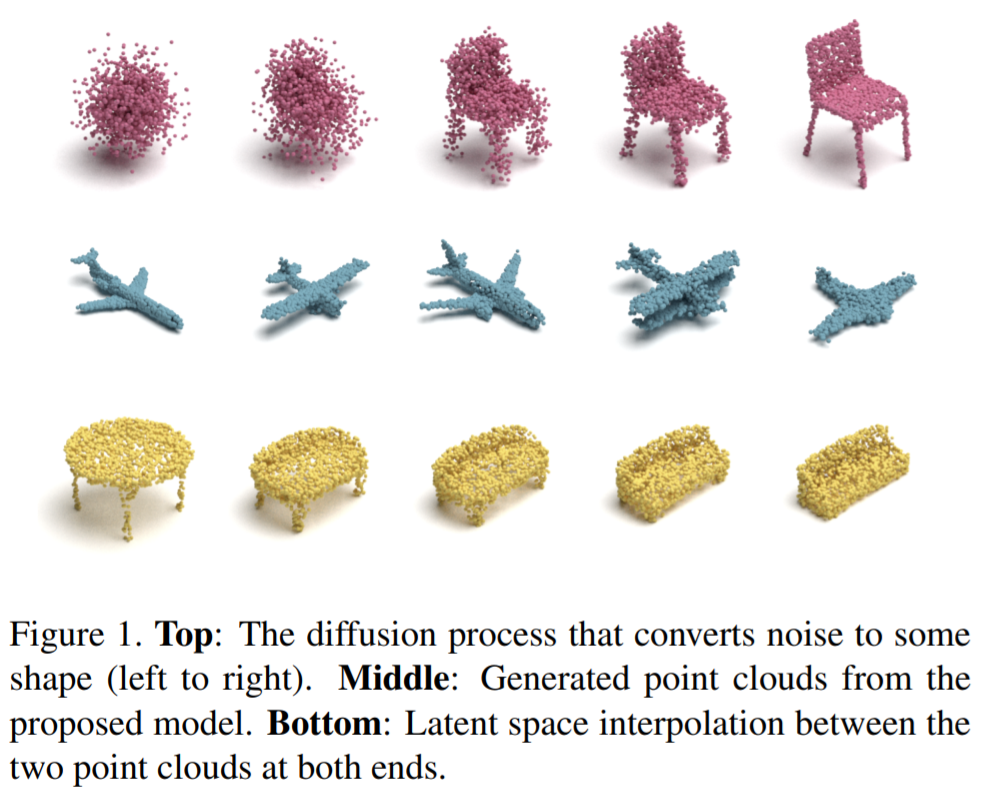 Figure 1. Top: The diffusion process that converts noise to some
shape (left to right). Middle: Generated point clouds from the
proposed model. Bottom: Latent space interpolation between the
two point clouds at both ends.